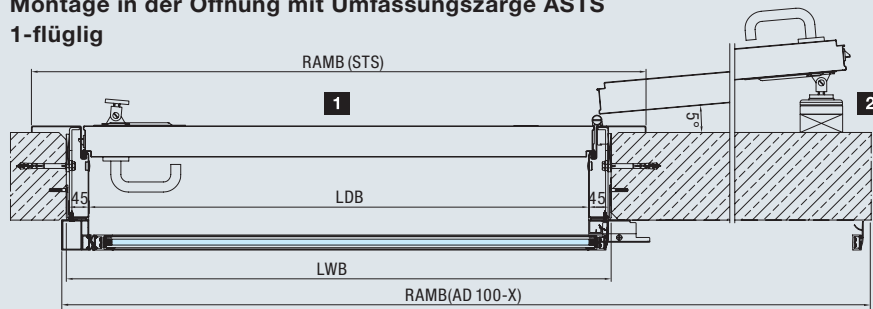 Montage in der Öffnung mit Umfassungszarge ASTS
1-flüglig
RAMB (STS)
1
2
5°
45
LDB
45
LWB
RAMB(AD 100-X)